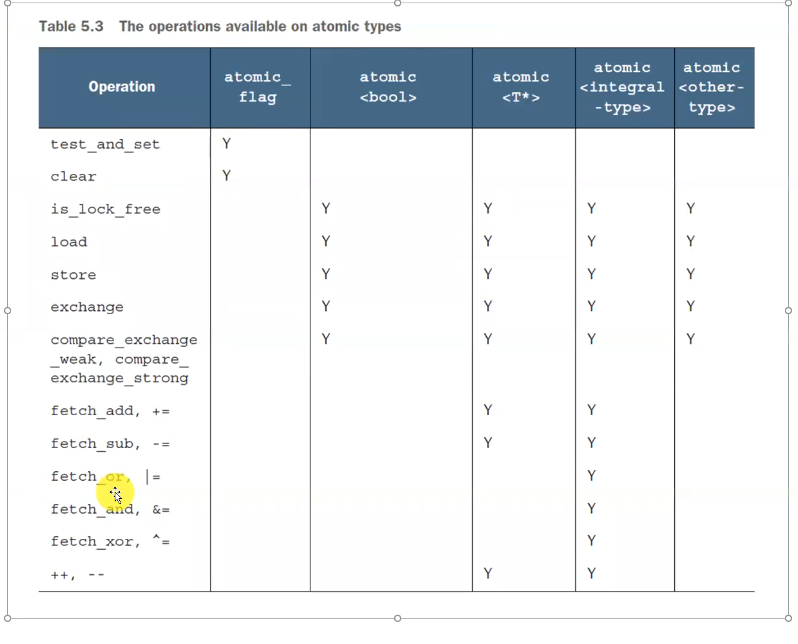 Table 5.3 The operations available on atomic types
Operation atomic_ flag atomic <bool> atomic <T*> atomic <integral -type> atomic <other- type>
test_and_set Y
clear Y
is_lock_free Y Y Y Y
load Y Y Y Y
store Y Y Y Y
exchange Y Y Y Y
compare_exchange Y Y Y Y
_weak, compare_
exchange_strong
fetch_add, += Y Y
fetch_sub, -= Y Y
fetch_or, |= Y
fetch_and, &= Y
fetch_xor, ^= Y
++, -- Y Y